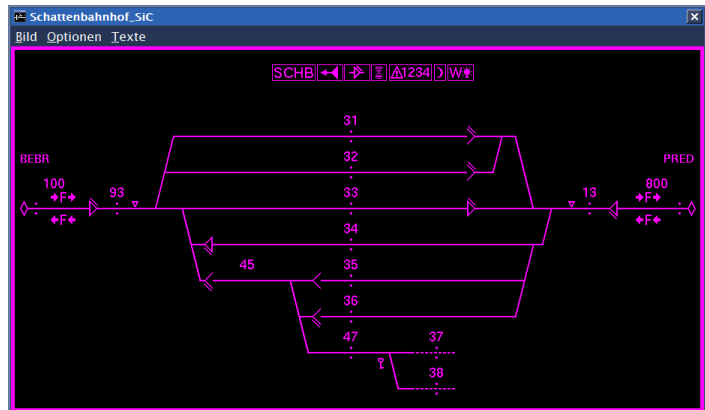 Schattenbahnhof_SiC
Bild Optionen Texte
SCHB 1234 W
31
BEBR 32 PRED
100 93 33 13 800
F F
F F
34
45 35
36
47 37
38